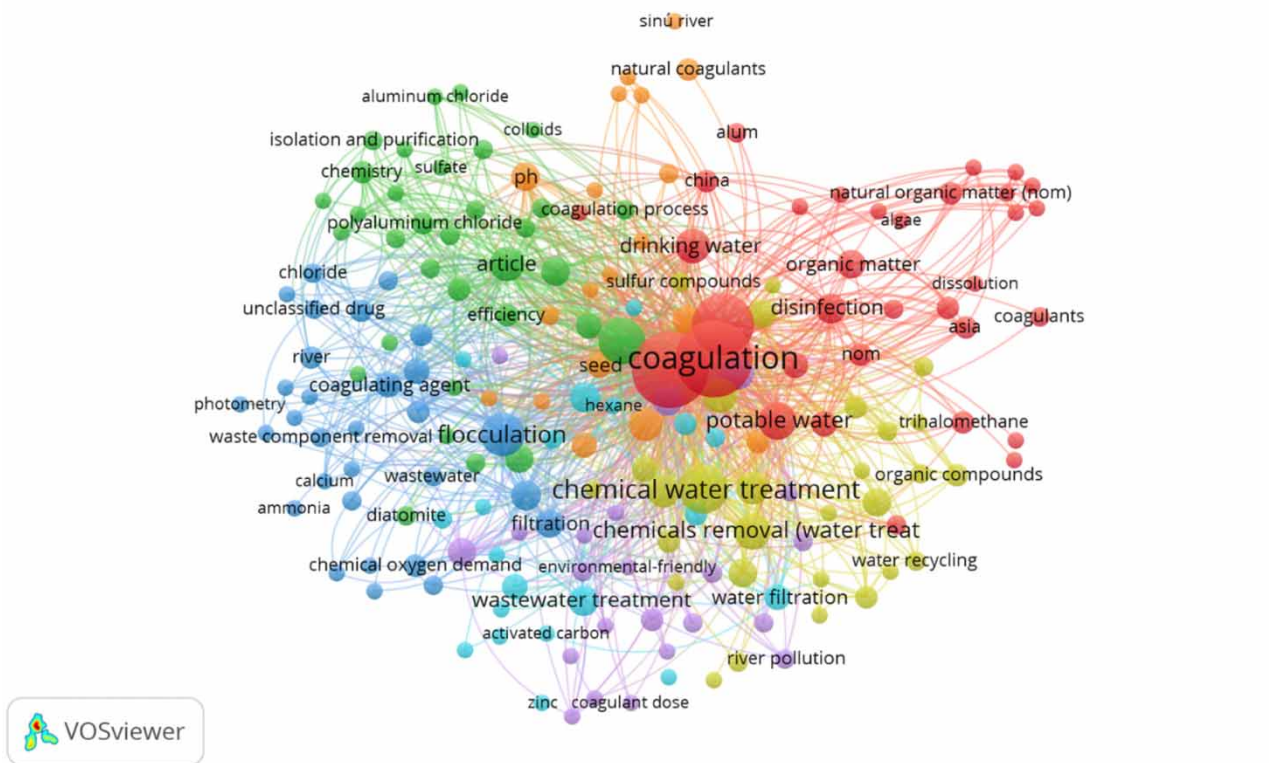 sinú river
natural coagulants
aluminum chloride
colloids
alum
isolation and purification
sulfate
chemistry
ph
china
natural organic matter (nom)
coagulation process
algae
polyaluminum chloride
drinking water
article
organic matter
chloride
sulfur compounds
dissolution
unclassified drug
efficiency
disinfection
coagulants
asia
river
seed
coagulation
nom
coagulating agent
photometry
hexane
waste component removal
flocculation
potable water
trihalomethane
calcium
wastewater
organic compounds
chemical water treatment
ammonia
diatomite
filtration
chemicals removal (water treat
chemical oxygen demand
environmental-friendly
water recycling
wastewater treatment
water filtration
activated carbon
river pollution
zinc
coagulant dose
VOSviewer